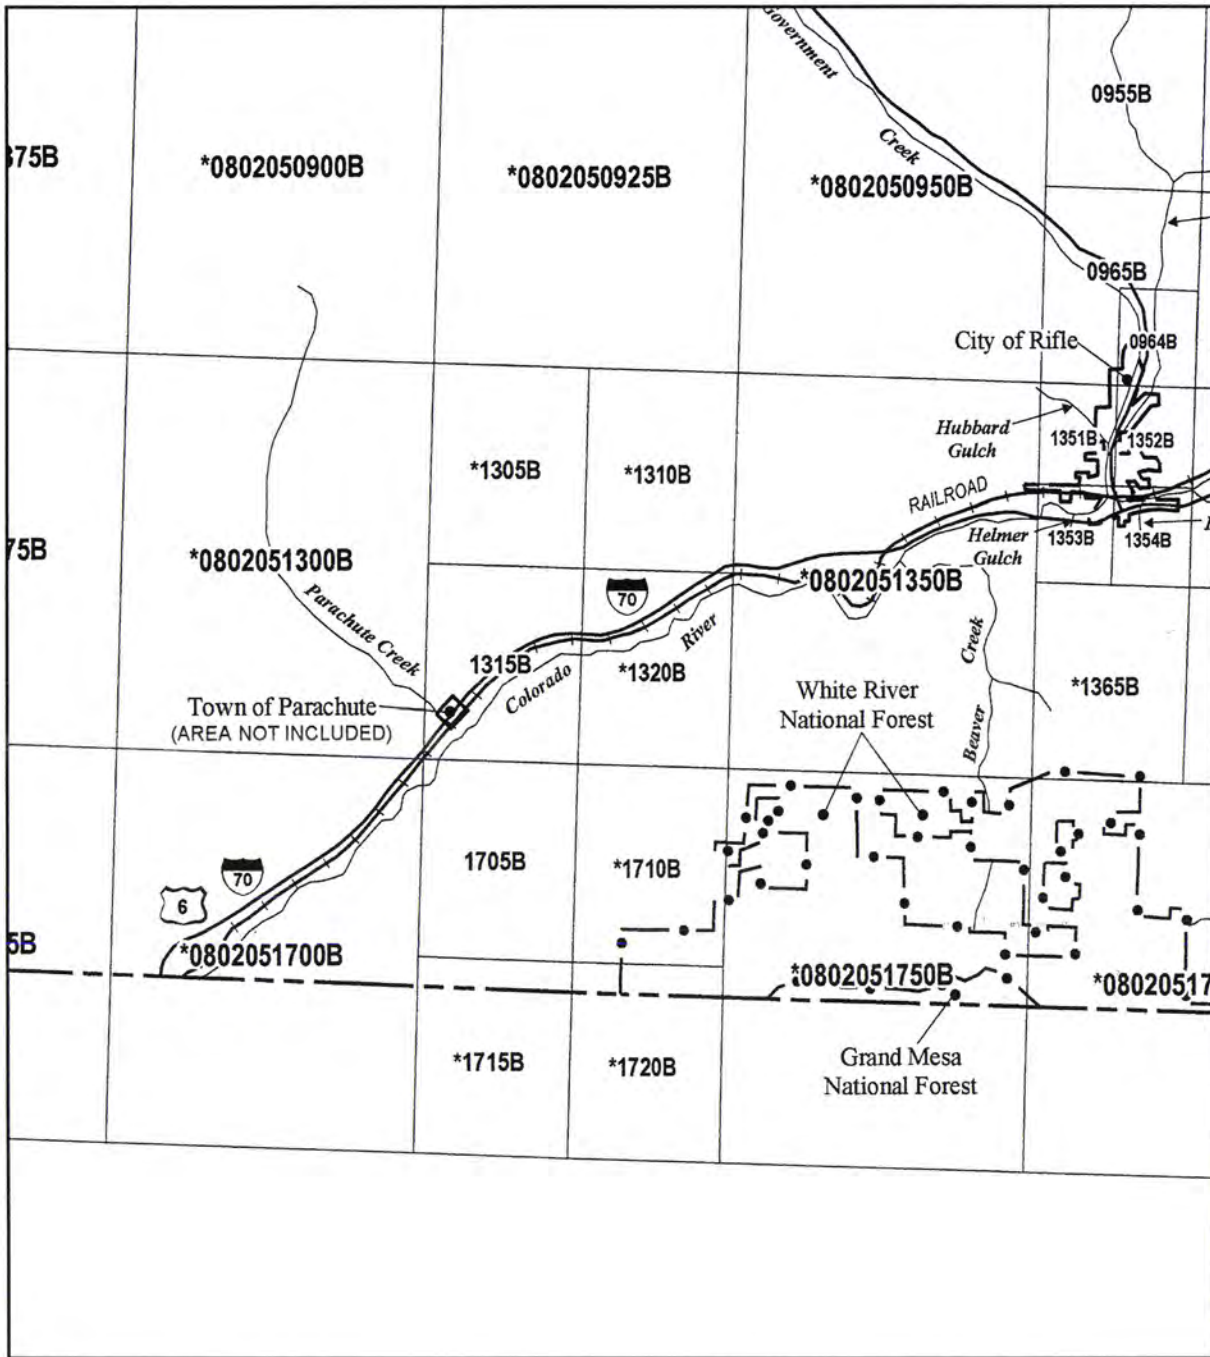 Government
Creek
0955B
375B
*0802050900B
*0802050925B
*0802050950B
0965B
City of Rifle
0964B
Hubbard
Gulch
1351B
1352B
*1305B
*1310B
RAILROAD
75B
*0802051300B
Helmer
Gulch
1353B
1354B
*0802051350B
70
Parachute Creek
River
Creek
1315B
Colorado
*1320B
*1365B
White River
National Forest
Town of Parachute
(AREA NOT INCLUDED)
Beaver
1705B
*1710B
70
6
5B
*0802051700B
*0802051750B
*08020517
Grand Mesa
National Forest
*1715B
*1720B